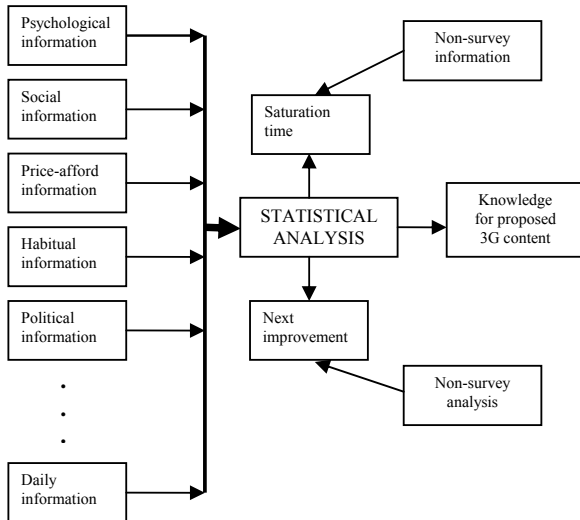 Psychological
information
Social
information
Price-afford
information
Habitual
information
Political
information
.
.
.
Daily
information
Non-survey
information
Saturation
time
STATISTICAL
ANALYSIS
Knowledge
for proposed
3G content
Next
improvement
Non-survey
analysis